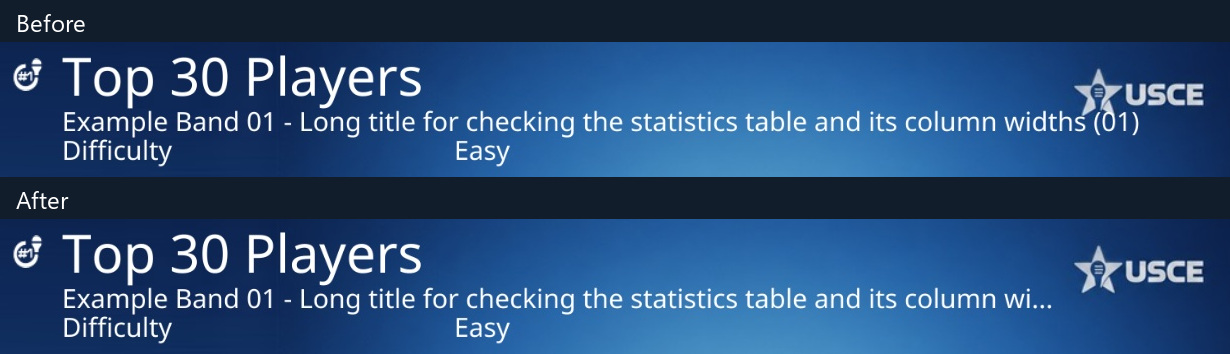 Before
#1 Top 30 Players
USCE
Example Band 01 - Long title for checking the statistics table and its column widths (01)
Difficulty Easy
After
#1 Top 30 Players
USCE
Example Band 01 - Long title for checking the statistics table and its column wi...
Difficulty Easy